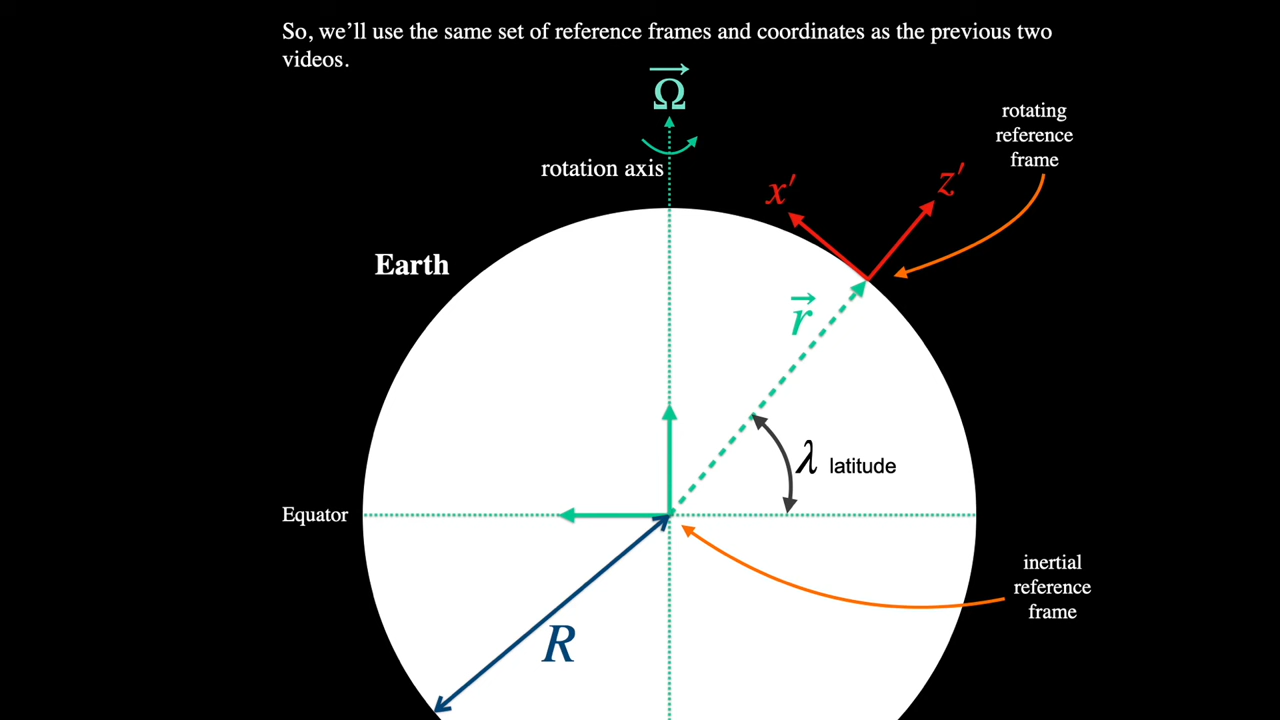 So, we’ll use the same set of reference frames and coordinates as the previous two
videos.
Ω⃗
rotation axis
rotating
reference
frame
x′
z′
Earth
r⃗
λ latitude
Equator
inertial
reference
frame
R